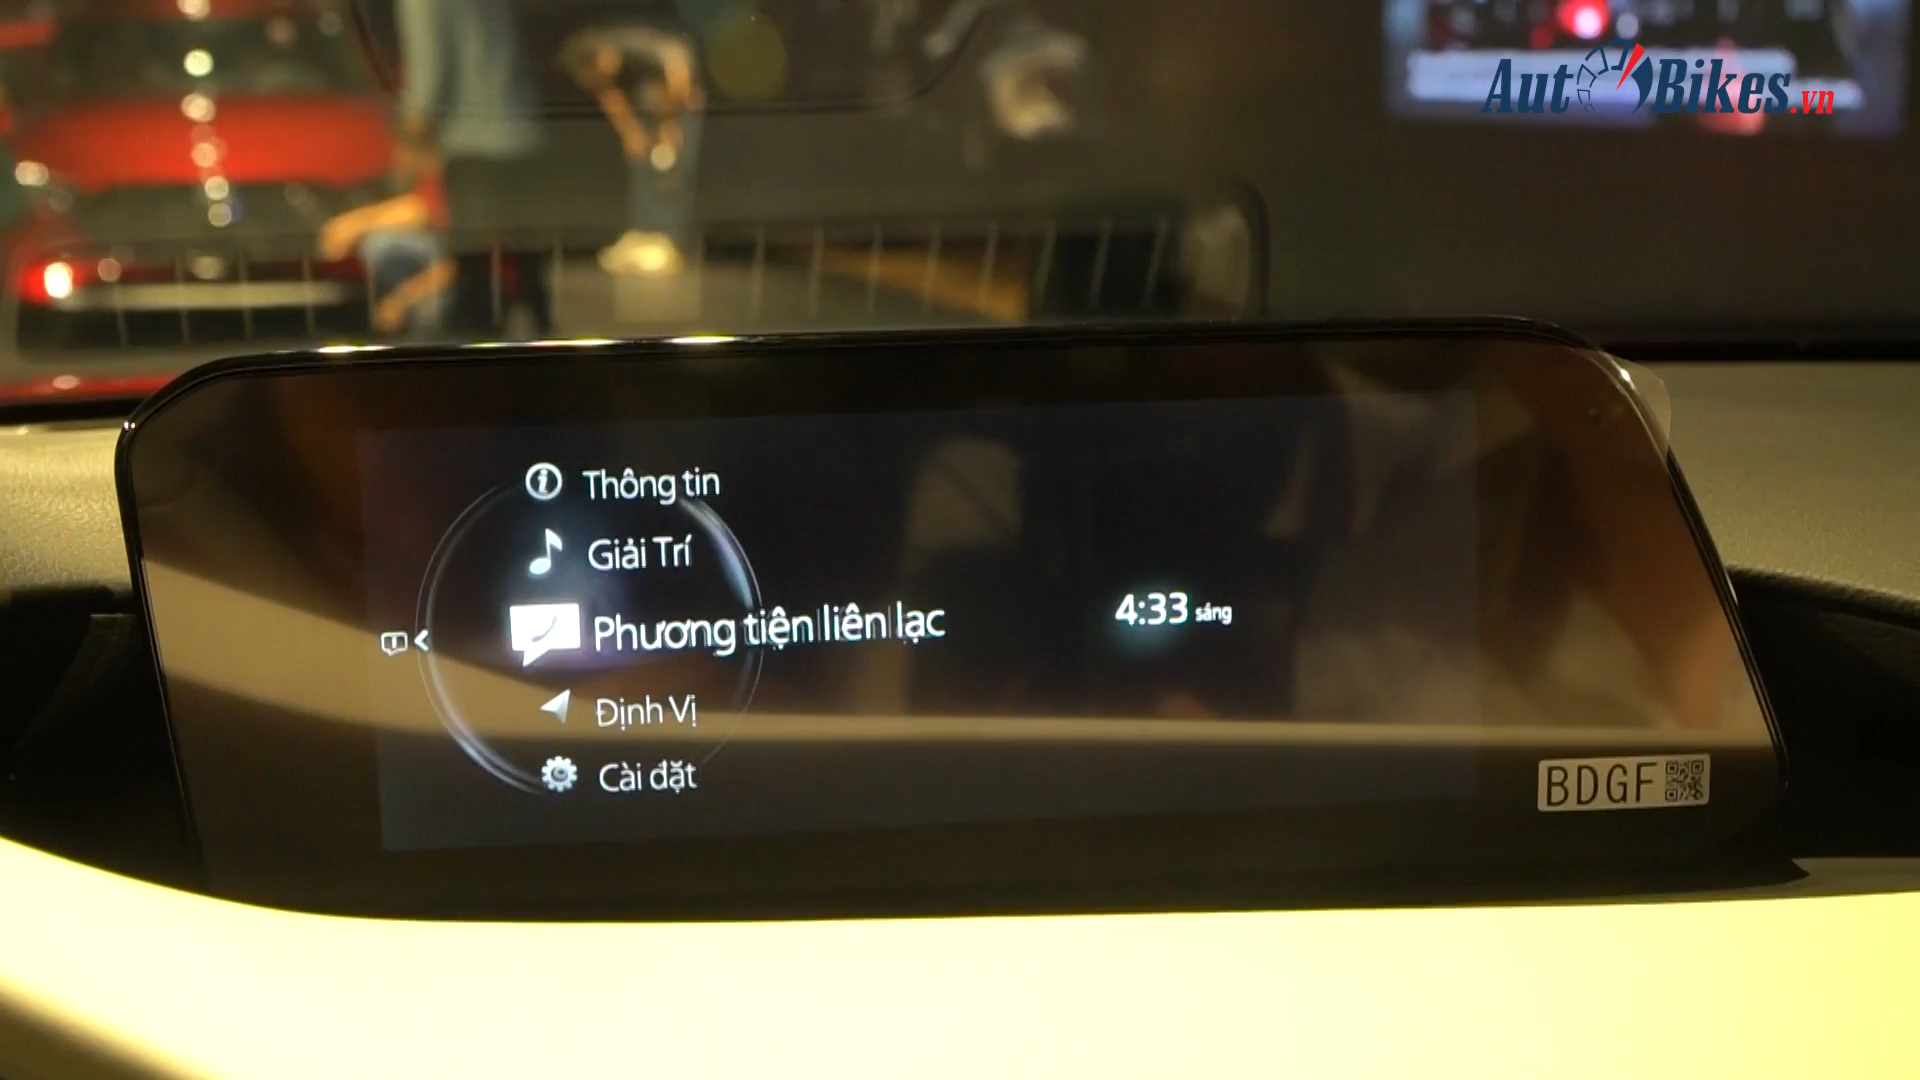 AutoBikes.vn
Thông tin
Giải Trí
Phương tiện liên lạc
4:33 sáng
Định Vị
Cài đặt
BDGF